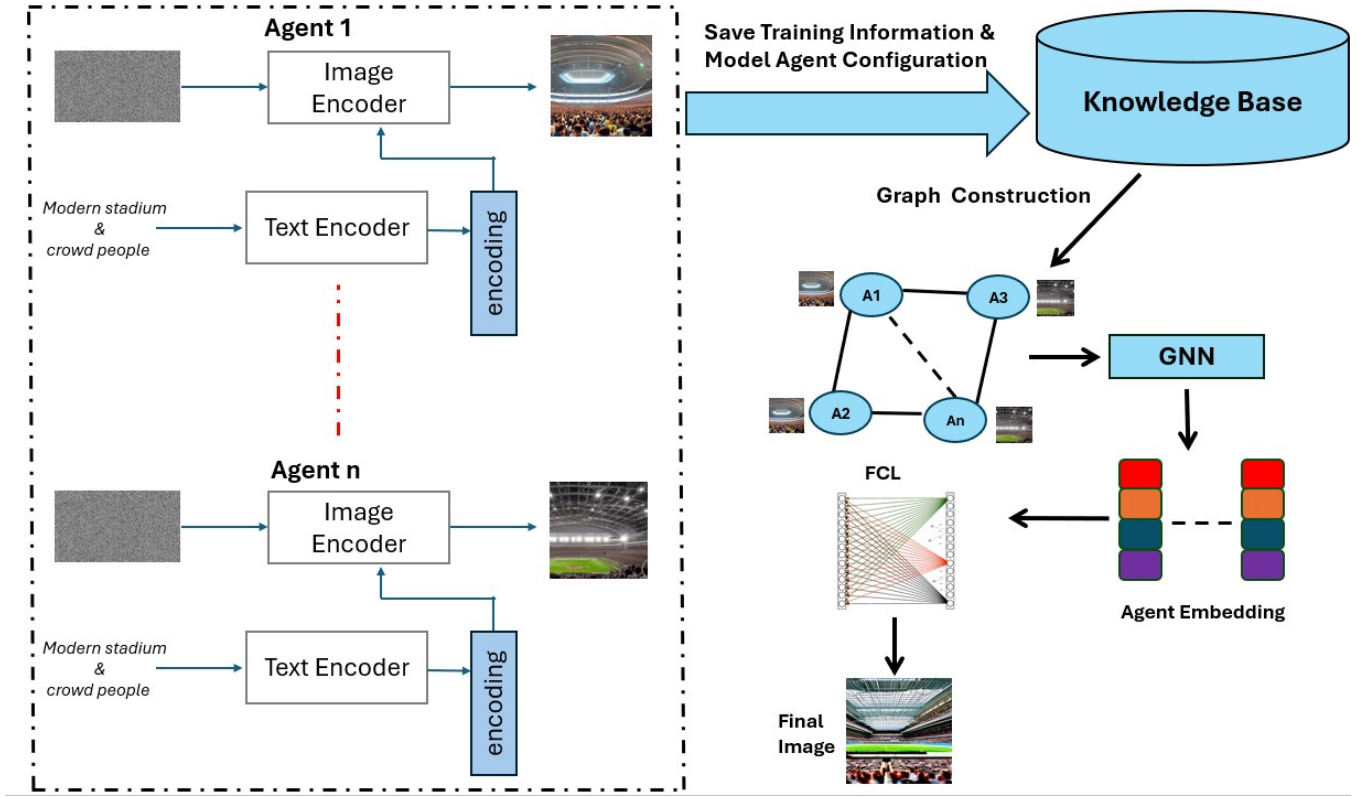 Agent 1
Image
Encoder
Modern stadium
&
crowd people
Text Encoder
encoding
Agent n
Image
Encoder
Modern stadium
&
crowd people
Text Encoder
encoding
Save Training Information &
Model Agent Configuration
Knowledge Base
Graph Construction
A1
A3
A2
An
GNN
Agent Embedding
FCL
Final
Image